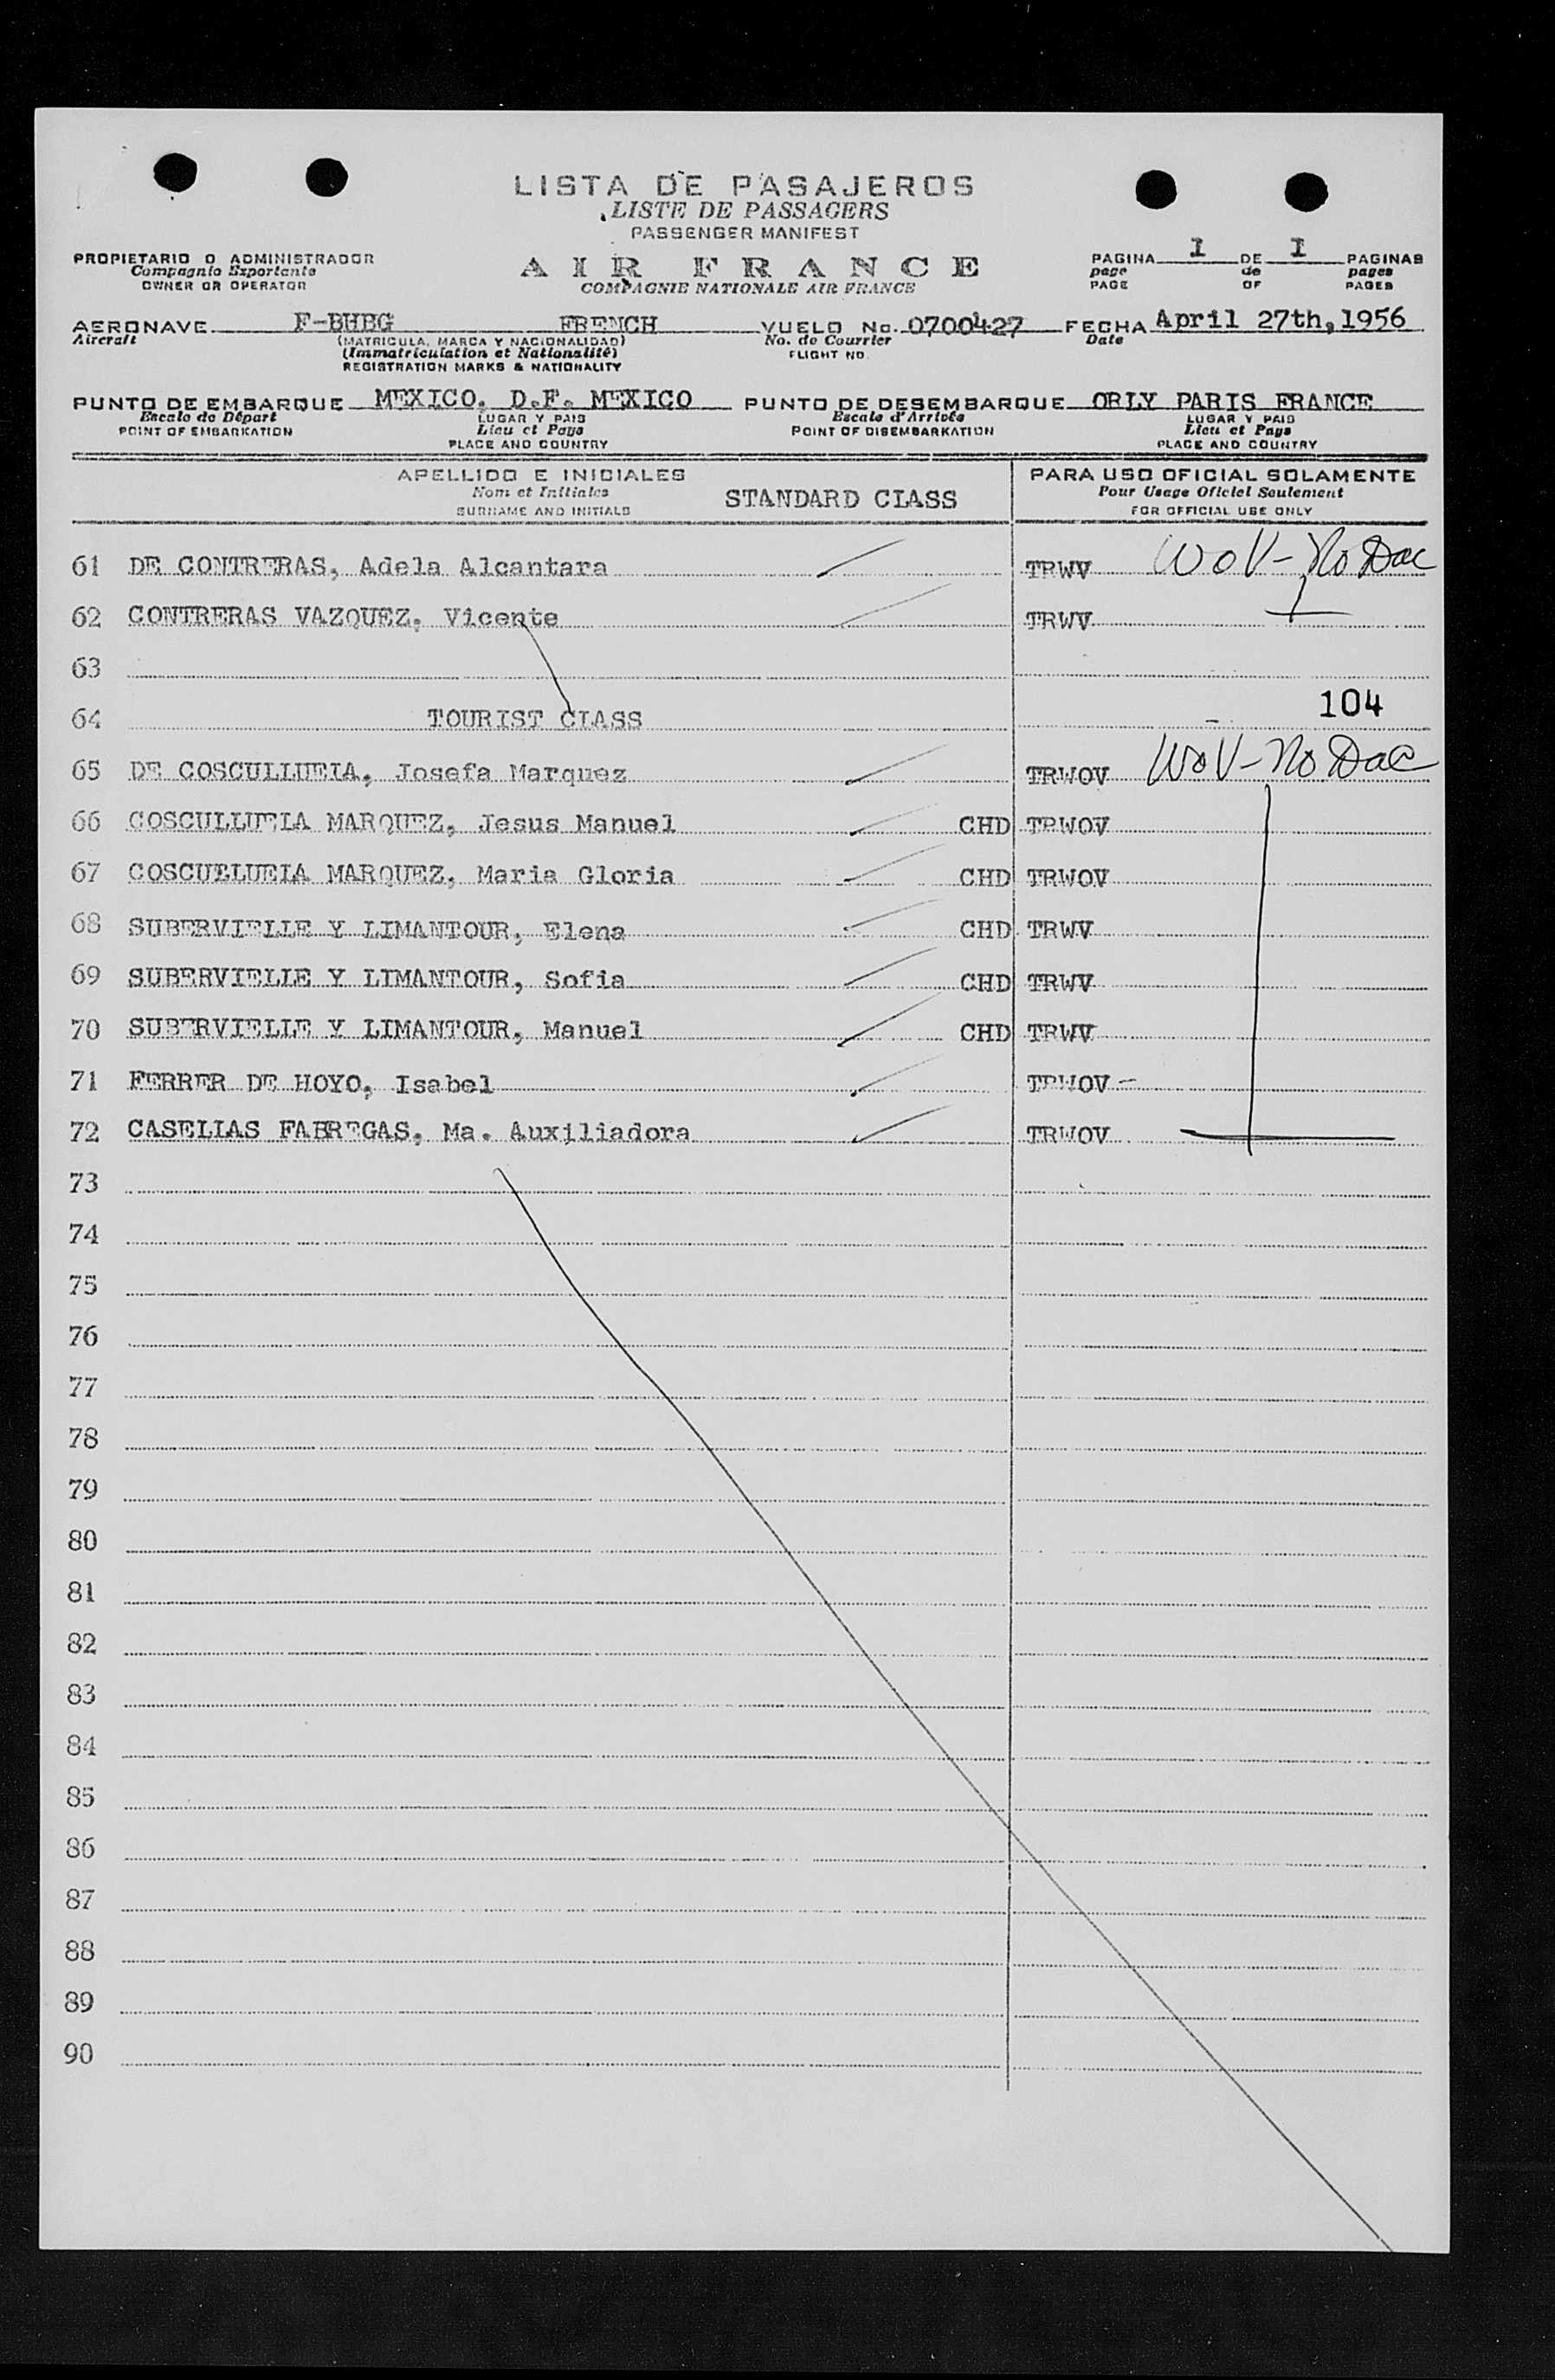 LISTA DE PASAJEROS
LISTE DE PASSAGERS
PASSENGER MANIFEST
PROPIETARIO O ADMINISTRADOR
Compagnie Exportante
OWNER OR OPERATOR
AIR FRANCE
COMPAGNIE NATIONALE AIR FRANCE
PAGINA 1 DE 1 PAGINAS
page de pages
PAGE OF PAGES
AERONAVE F-BHBG FRENCH VUELO No. 0700427 FECHA April 27th, 1956
Aircraft (MATRICULA, MARCA Y NACIONALIDAD) No. de Courrier Date
(Immatriculation et Nationalité) FLIGHT NO.
REGISTRATION MARKS & NATIONALITY
PUNTO DE EMBARQUE MEXICO, D.F. MEXICO PUNTO DE DESEMBARQUE ORLY PARIS FRANCE
Escale de Départ LUGAR Y PAIS Escale d'Arrivée LUGAR Y PAIS
POINT OF EMBARKATION Lieu et Pays POINT OF DISEMBARKATION Lieu et Pays
PLACE AND COUNTRY PLACE AND COUNTRY
APELLIDO E INICIALES PARA USO OFICIAL SOLAMENTE
Nom et Initiales STANDARD CLASS Pour Usage Officiel Seulement
SURNAME AND INITIALS FOR OFFICIAL USE ONLY
61 DE CONTRERAS, Adela Alcantara TRWV WoV-No Dac
62 CONTRERAS VAZQUEZ, Vicente TRWV
63
64 TOURIST CLASS 104
65 DE COSCULLUELA, Josefa Marquez TRWOV WoV-No Dac
66 COSCULLUELA MARQUEZ, Jesus Manuel CHD TRWOV
67 COSCULLUELA MARQUEZ, Maria Gloria CHD TRWOV
68 SUBERVIELLE Y LIMANTOUR, Elena CHD TRWV
69 SUBERVIELLE Y LIMANTOUR, Sofia CHD TRWV
70 SUBERVIELLE Y LIMANTOUR, Manuel CHD TRWV
71 FERRER DE HOYO, Isabel TRWOV -
72 CASELLAS FABREGAS, Ma. Auxiliadora TRWOV
73
74
75
76
77
78
79
80
81
82
83
84
85
86
87
88
89
90